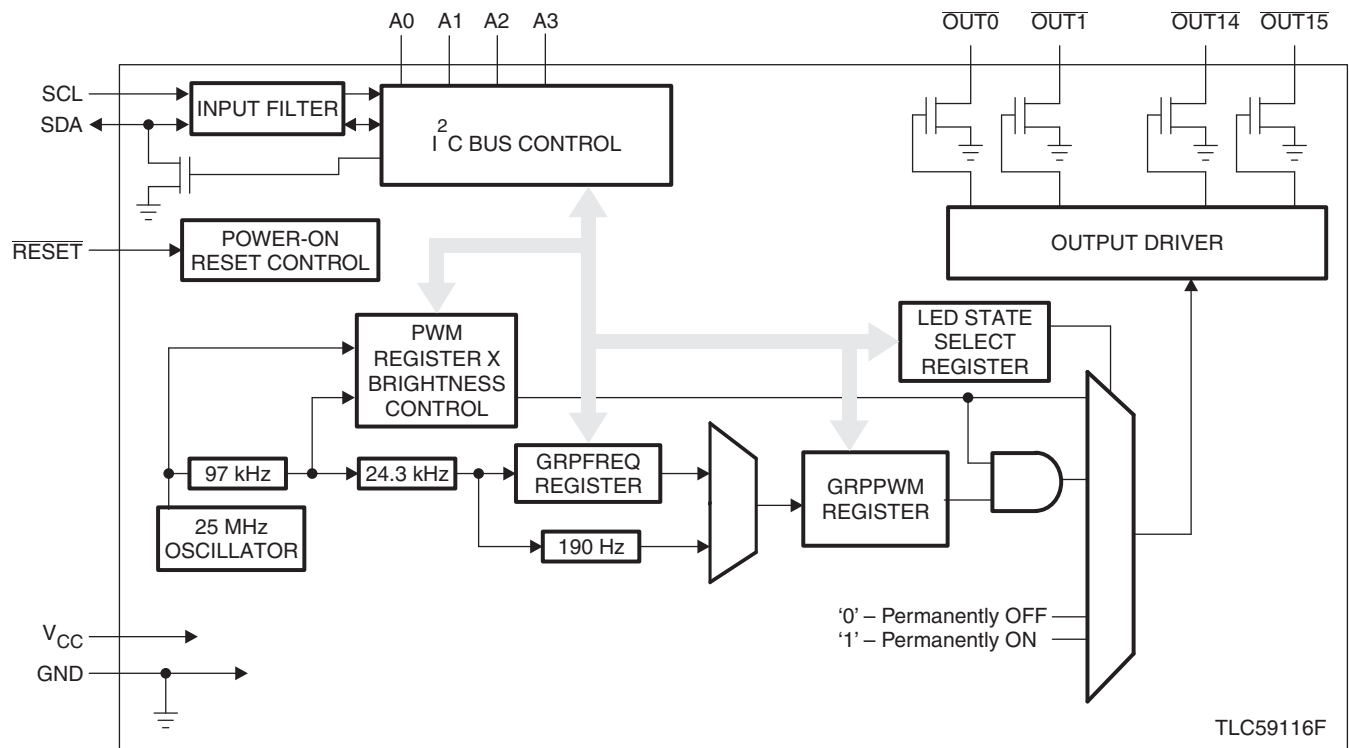 A0 A1 A2 A3
OUT0 OUT1 OUT14 OUT15
SCL
SDA
INPUT FILTER
I2C BUS CONTROL
RESET
POWER-ON
RESET CONTROL
OUTPUT DRIVER
PWM
REGISTER X
BRIGHTNESS
CONTROL
LED STATE
SELECT
REGISTER
97 kHz
24.3 kHz
GRPFREQ
REGISTER
GRPPWM
REGISTER
25 MHz
OSCILLATOR
190 Hz
'0' – Permanently OFF
'1' – Permanently ON
VCC
GND
TLC59116F